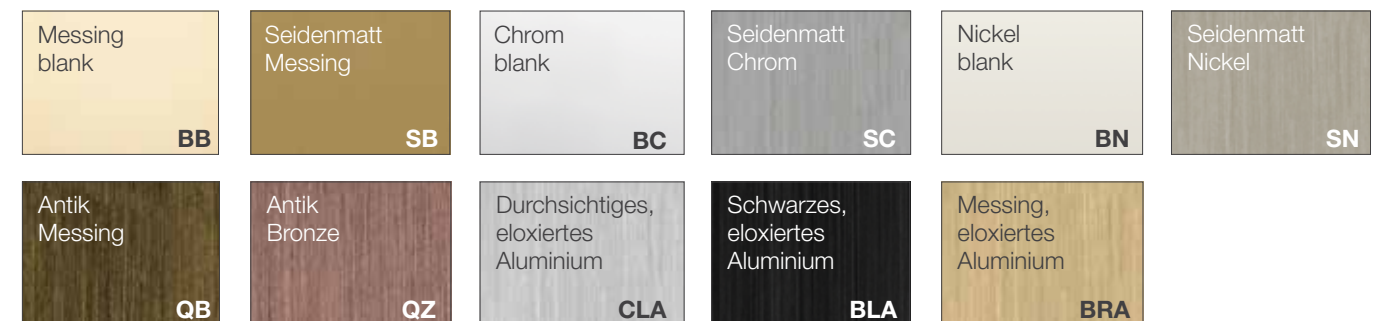 Messing
blank
BB
Seidenmatt
Messing
SB
Chrom
blank
BC
Seidenmatt
Chrom
SC
Nickel
blank
BN
Seidenmatt
Nickel
SN
Antik
Messing
QB
Antik
Bronze
QZ
Durchsichtiges,
eloxiertes
Aluminium
CLA
Schwarzes,
eloxiertes
Aluminium
BLA
Messing,
eloxiertes
Aluminium
BRA